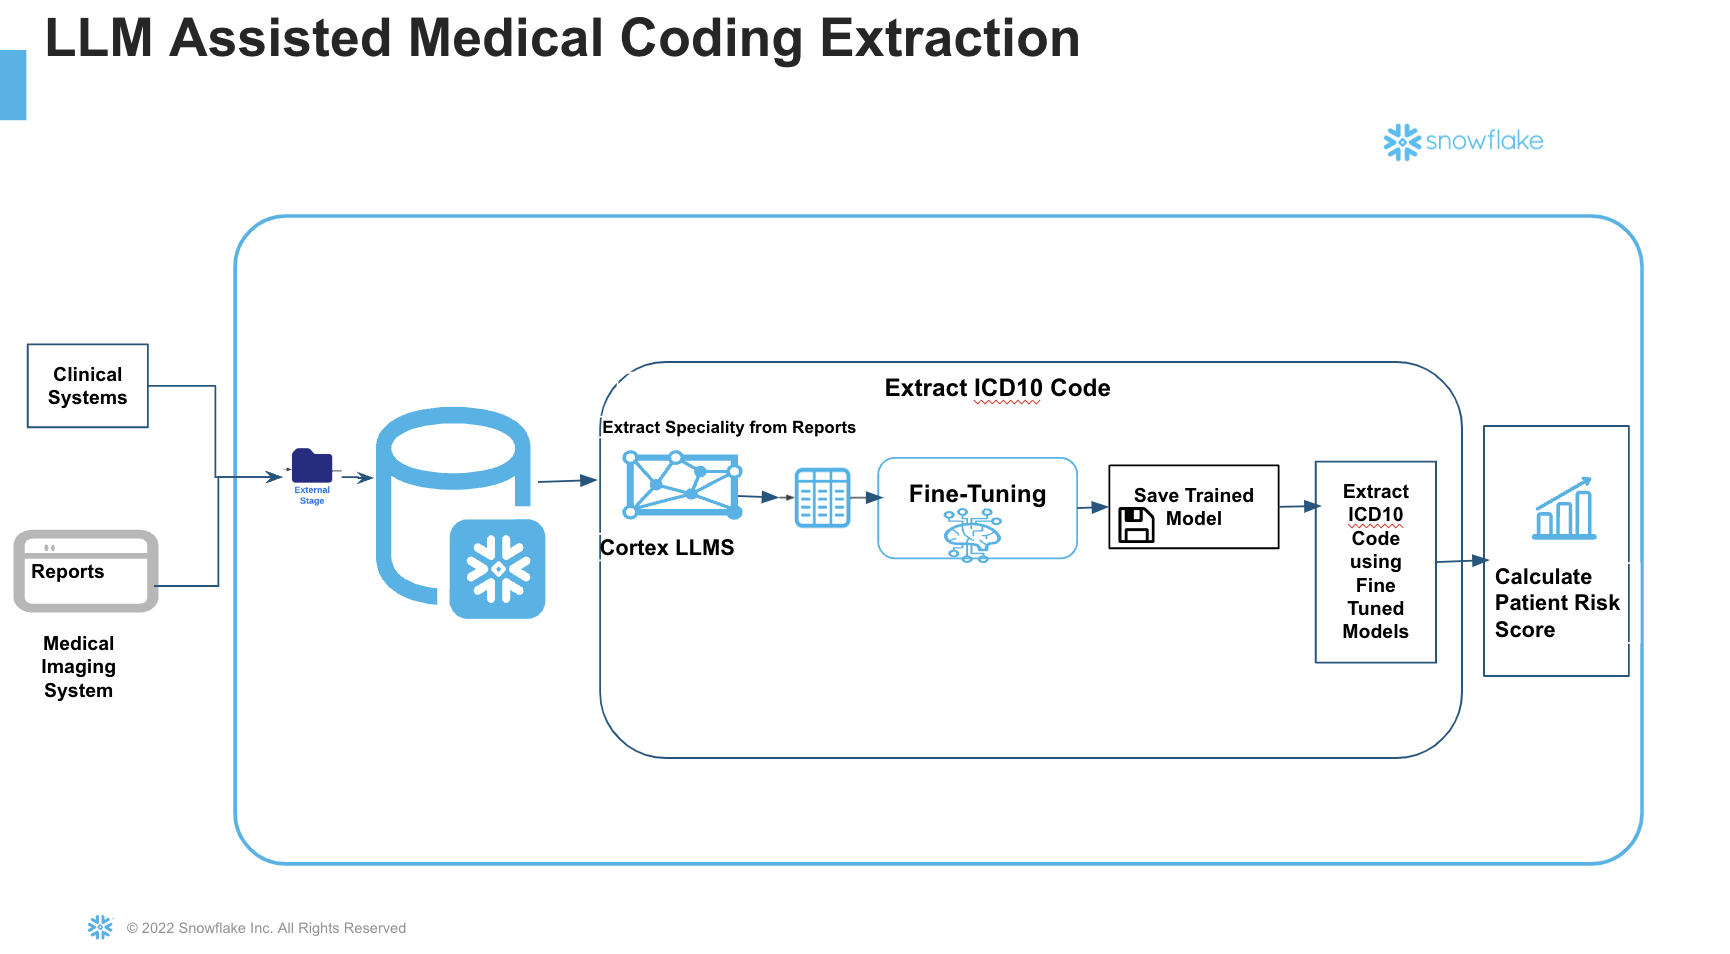 LLM Assisted Medical Coding Extraction
snowflake
Clinical
Systems
Reports
Medical
Imaging
System
External
Stage
Extract ICD10 Code
Extract Speciality from Reports
Cortex LLMS
Fine-Tuning
Save Trained
Model
Extract
ICD10
Code
using
Fine
Tuned
Models
Calculate
Patient Risk
Score
© 2022 Snowflake Inc. All Rights Reserved